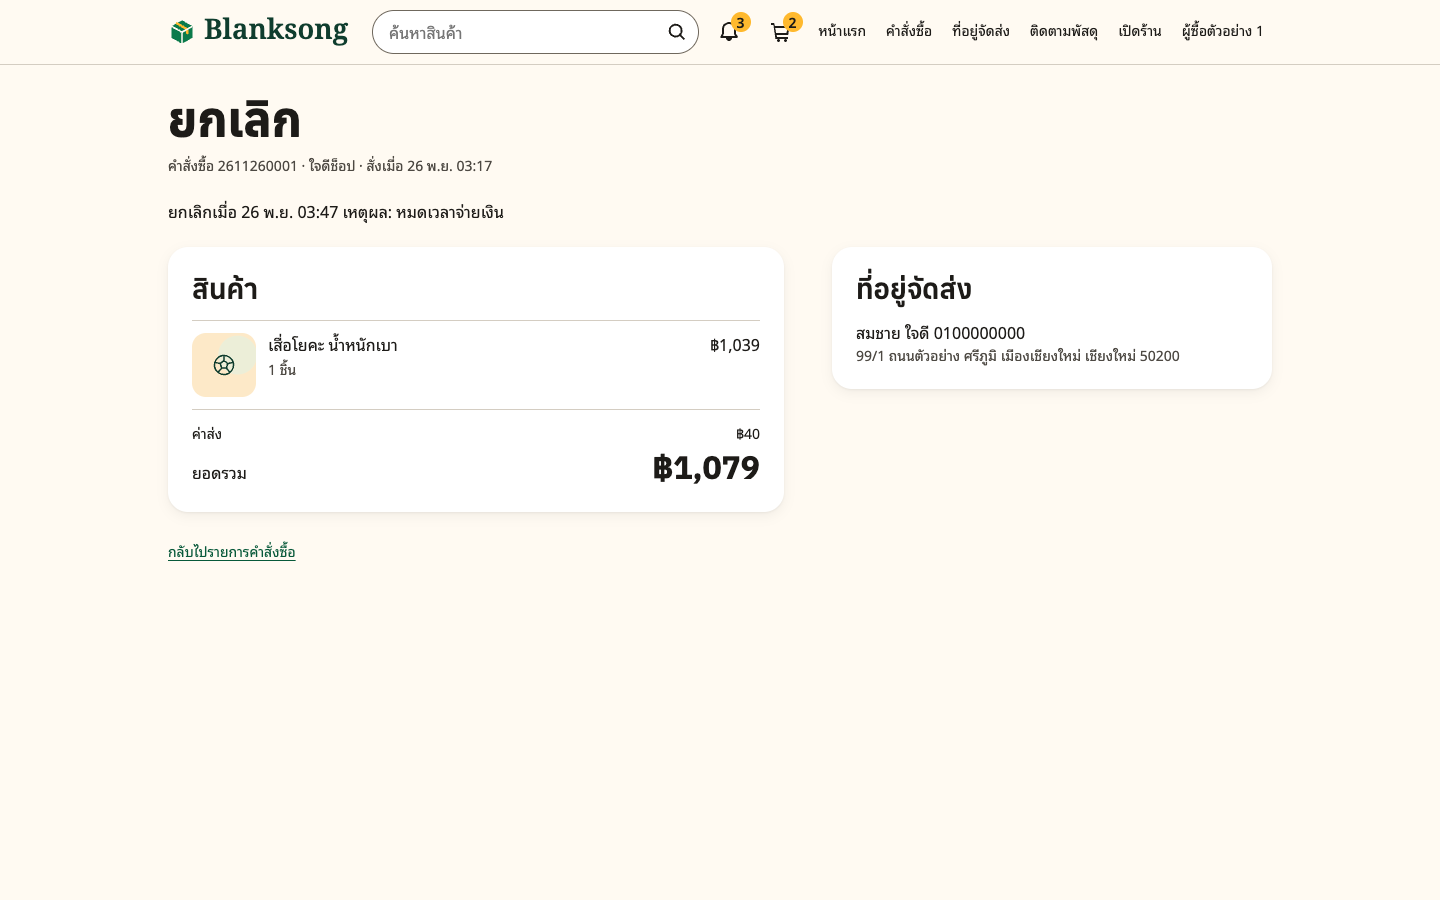 Blanksong
ค้นหาสินค้า
3
2
หน้าแรก
คำสั่งซื้อ
ที่อยู่จัดส่ง
ติดตามพัสดุ
เปิดร้าน
ผู้ซื้อตัวอย่าง 1
ยกเลิก
คำสั่งซื้อ 2611260001 · ใจดีช็อป · สั่งเมื่อ 26 พ.ย. 03:17
ยกเลิกเมื่อ 26 พ.ย. 03:47 เหตุผล: หมดเวลาจ่ายเงิน
สินค้า
เสื่อโยคะ น้ำหนักเบา ฿1,039
1 ชิ้น
ค่าส่ง ฿40
ยอดรวม ฿1,079
ที่อยู่จัดส่ง
สมชาย ใจดี 0100000000
99/1 ถนนตัวอย่าง ศรีภูมิ เมืองเชียงใหม่ เชียงใหม่ 50200
กลับไปรายการคำสั่งซื้อ